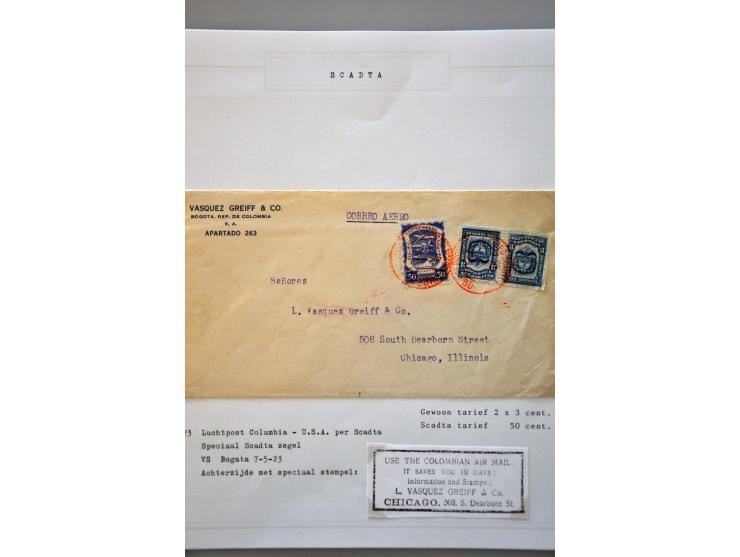 SCADTA
VASQUEZ GREIFF & CO.
BOGOTA, REP. DE COLOMBIA
S. A.
APARTADO 263
CORREO AEREO
50 50
Señores
L. Vasquez Greiff & Co.
508 South Dearborn Street
Chicago, Illinois
Gewoon tarief 2 x 3 cent.
Scadta tarief 50 cent.
23 Luchtpost Columbia - U.S.A. per Scadta
Speciaal Scadta zegel
VS Bogata 7-5-23
Achterzijde met speciaal stempel:
USE THE COLOMBIAN AIR MAIL
IT SAVES YOU 10 DAYS!
Information and Stamps:
L. VASQUEZ GREIFF & Co.
CHICAGO, 508, S. Dearborn St.